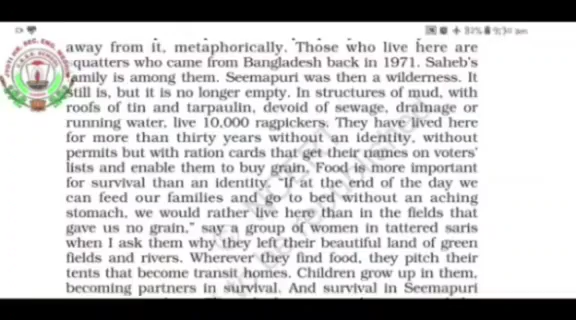 82% 9:30 am
away from it, metaphorically. Those who live here are
squatters who came from Bangladesh back in 1971. Saheb's
family is among them. Seemapuri was then a wilderness. It
still is, but it is no longer empty. In structures of mud, with
roofs of tin and tarpaulin, devoid of sewage, drainage or
running water, live 10,000 ragpickers. They have lived here
for more than thirty years without an identity, without
permits but with ration cards that get their names on voters'
lists and enable them to buy grain. Food is more important
for survival than an identity. "If at the end of the day we
can feed our families and go to bed without an aching
stomach, we would rather live here than in the fields that
gave us no grain," say a group of women in tattered saris
when I ask them why they left their beautiful land of green
fields and rivers. Wherever they find food, they pitch their
tents that become transit homes. Children grow up in them,
becoming partners in survival. And survival in Seemapuri